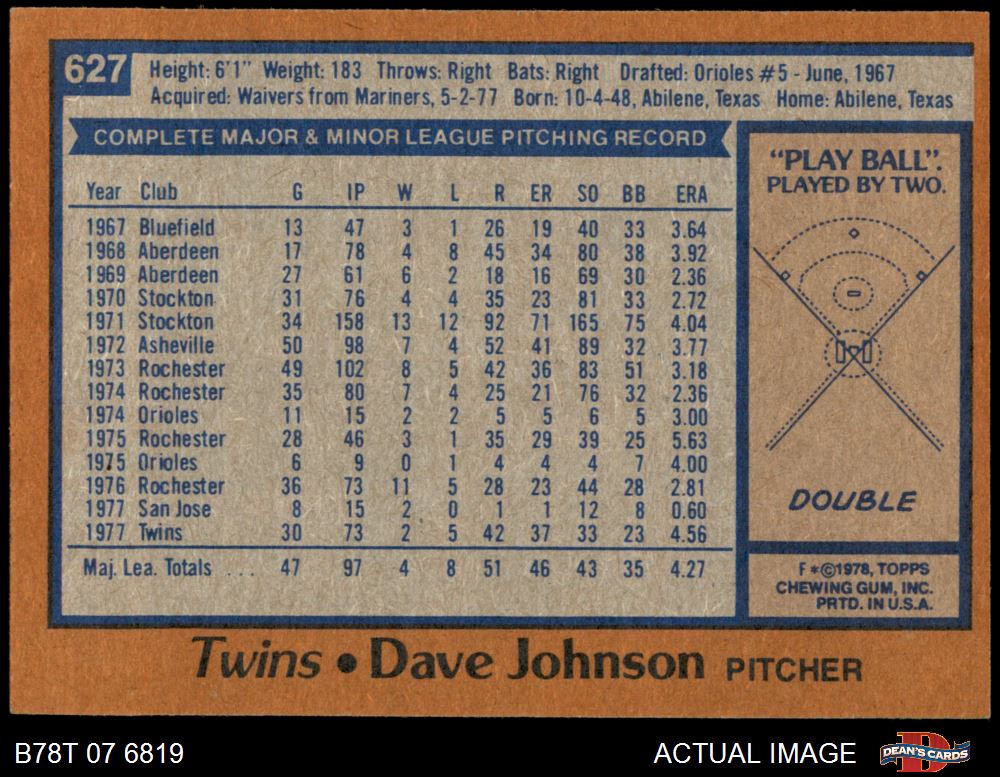 627
Height: 6'1" Weight: 183 Throws: Right Bats: Right Drafted: Orioles #5 - June, 1967
Acquired: Waivers from Mariners, 5-2-77 Born: 10-4-48, Abilene, Texas Home: Abilene, Texas
COMPLETE MAJOR & MINOR LEAGUE PITCHING RECORD
Year Club G IP W L R ER SO BB ERA
1967 Bluefield 13 47 3 1 26 19 40 33 3.64
1968 Aberdeen 17 78 4 8 45 34 80 38 3.92
1969 Aberdeen 27 61 6 2 18 16 69 30 2.36
1970 Stockton 31 76 4 4 35 23 81 33 2.72
1971 Stockton 34 158 13 12 92 71 165 75 4.04
1972 Asheville 50 98 7 4 52 41 89 32 3.77
1973 Rochester 49 102 8 5 42 36 83 51 3.18
1974 Rochester 35 80 7 4 25 21 76 32 2.36
1974 Orioles 11 15 2 2 5 5 6 5 3.00
1975 Rochester 28 46 3 1 35 29 39 25 5.63
1975 Orioles 6 9 0 1 4 4 4 7 4.00
1976 Rochester 36 73 11 5 28 23 44 28 2.81
1977 San Jose 8 15 2 0 1 1 12 8 0.60
1977 Twins 30 73 2 5 42 37 33 23 4.56
Maj. Lea. Totals ... 47 97 4 8 51 46 43 35 4.27
"PLAY BALL".
PLAYED BY TWO.
DOUBLE
F*©1978, TOPPS
CHEWING GUM, INC.
PRTD. IN U.S.A.
Twins • Dave Johnson PITCHER
B78T 07 6819
ACTUAL IMAGE
D
DEAN'S CARDS